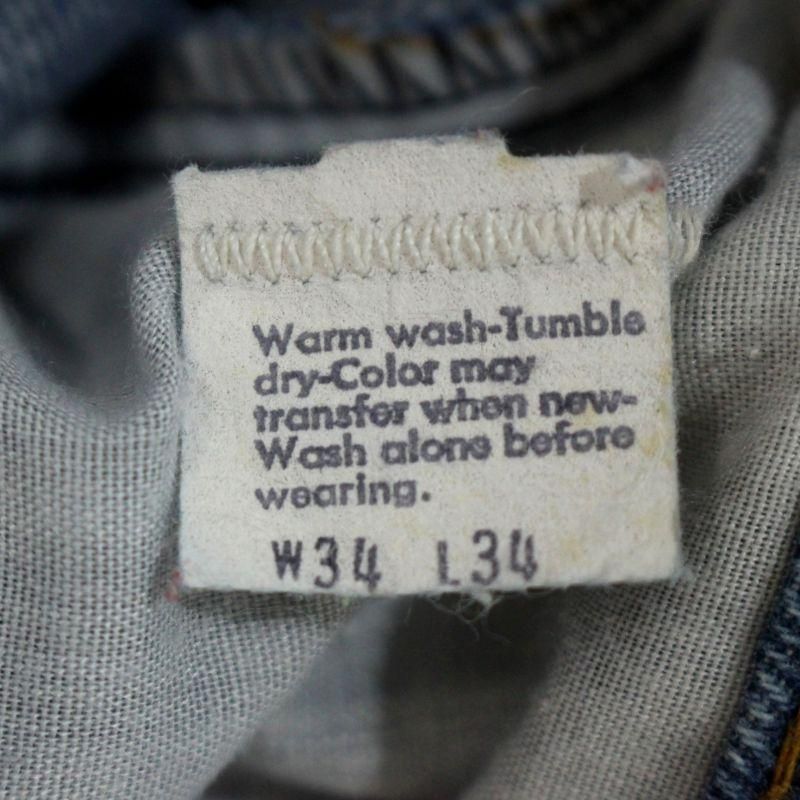 Warm wash-Tumble
dry-Color may
transfer when new-
Wash alone before
wearing.
W34 L34